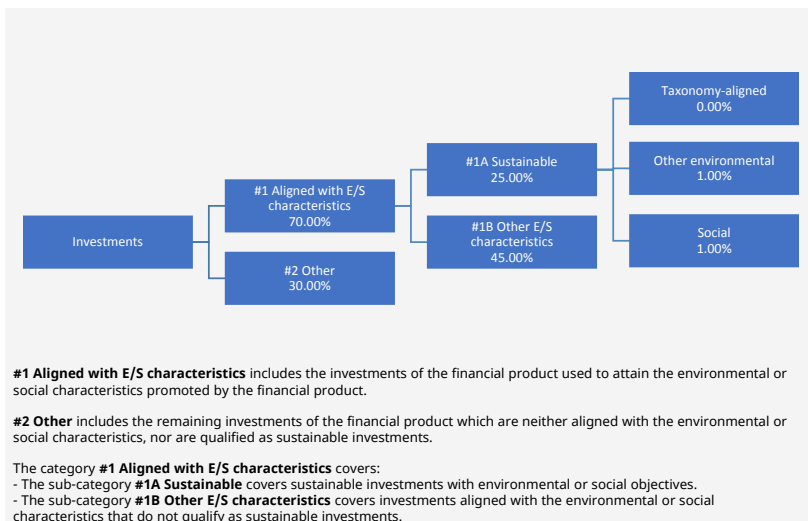 Taxonomy-aligned
0.00%
#1A Sustainable
25.00%
Other environmental
1.00%
#1 Aligned with E/S
characteristics
70.00%
Investments
#1B Other E/S
characteristics
45.00%
Social
1.00%
#2 Other
30.00%
#1 Aligned with E/S characteristics includes the investments of the financial product used to attain the environmental or
social characteristics promoted by the financial product.
#2 Other includes the remaining investments of the financial product which are neither aligned with the environmental or
social characteristics, nor are qualified as sustainable investments.
The category #1 Aligned with E/S characteristics covers:
- The sub-category #1A Sustainable covers sustainable investments with environmental or social objectives.
- The sub-category #1B Other E/S characteristics covers investments aligned with the environmental or social
characteristics that do not qualify as sustainable investments.